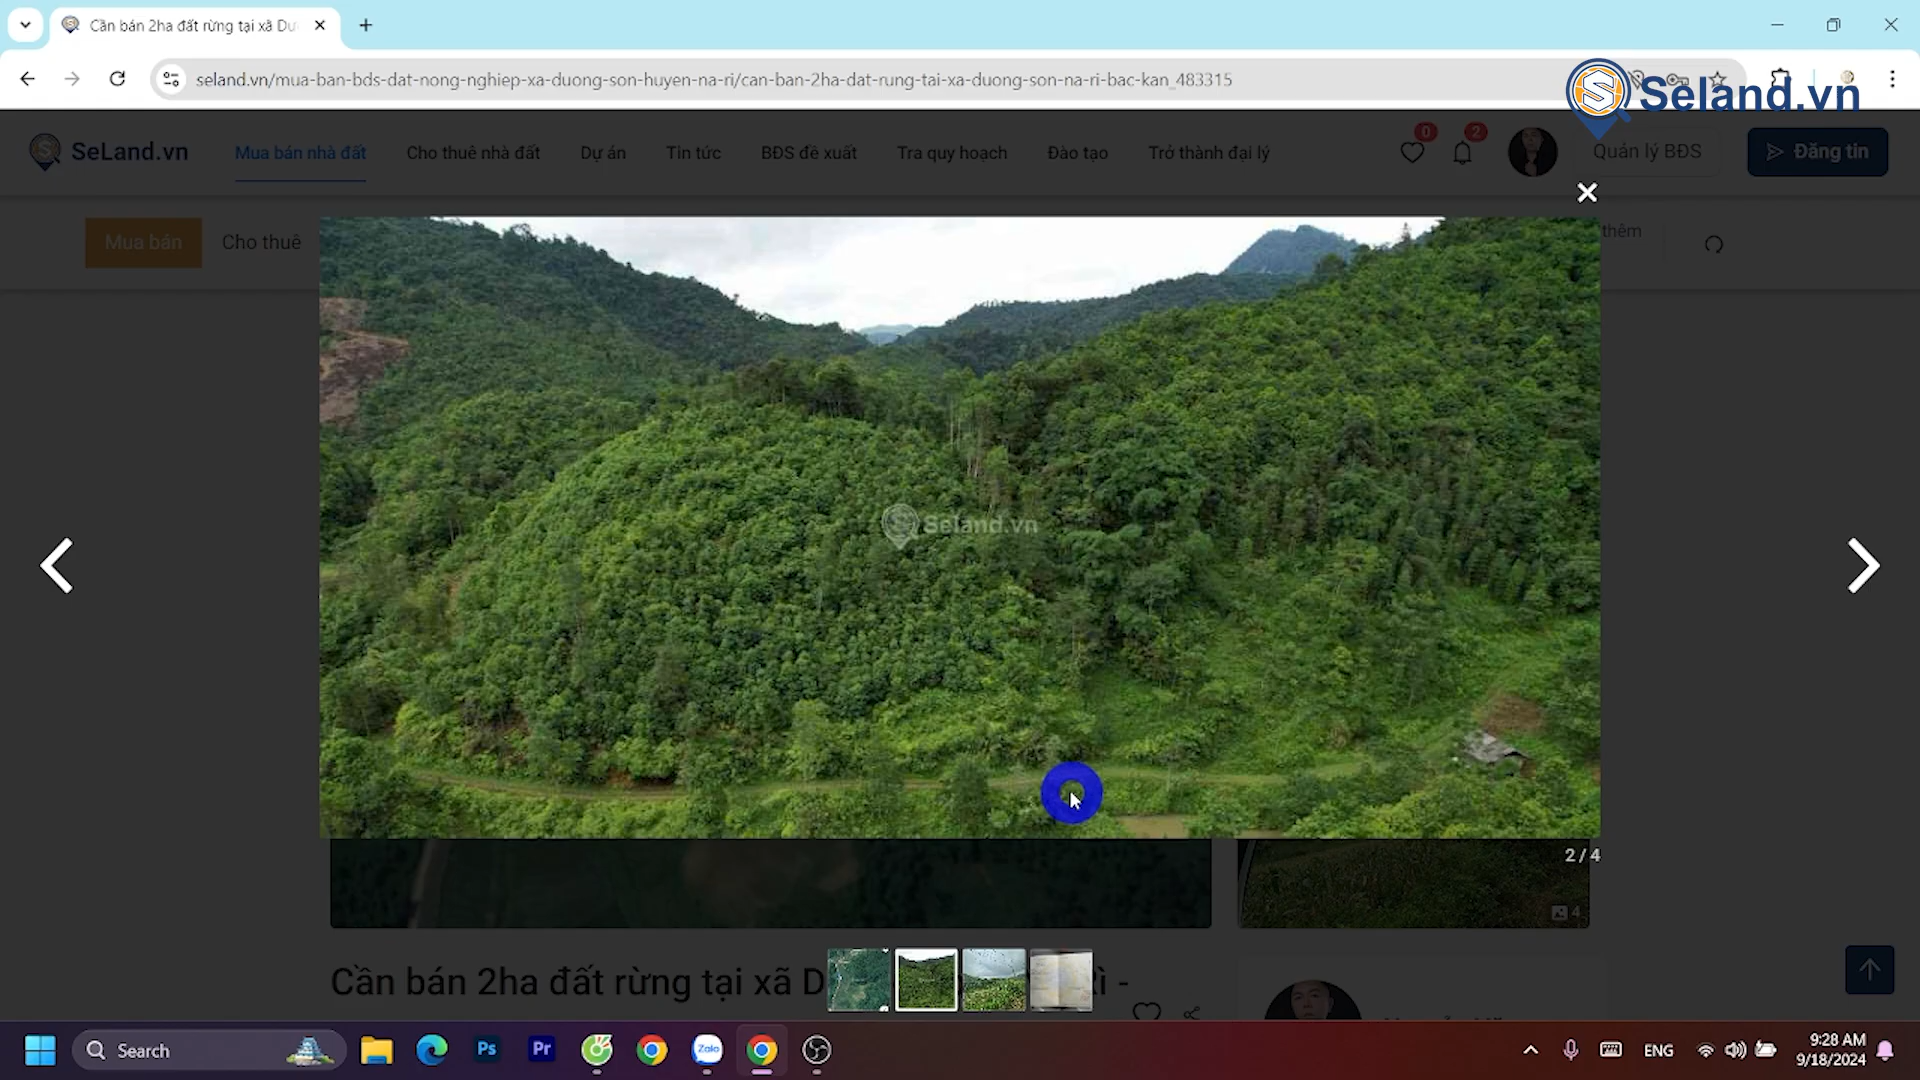 Cần bán 2ha đất rừng tại xã Dư
seland.vn/mua-ban-bds-dat-nong-nghiep-xa-duong-son-huyen-na-ri/can-ban-2ha-dat-rung-tai-xa-duong-son-na-ri-bac-kan_483315
Seland.vn
SeLand.vn
Mua bán nhà đất
Cho thuê nhà đất
Dự án
Tin tức
BĐS đề xuất
Tra quy hoạch
Đào tạo
Trở thành đại lý
0
2
Quản lý BĐS
Đăng tin
Mua bán
Cho thuê
thêm
Seland.vn
2 / 4
4
Cần bán 2ha đất rừng tại xã D
ì -
Search
Ps
Pr
Zalo
ENG
9:28 AM
9/18/2024